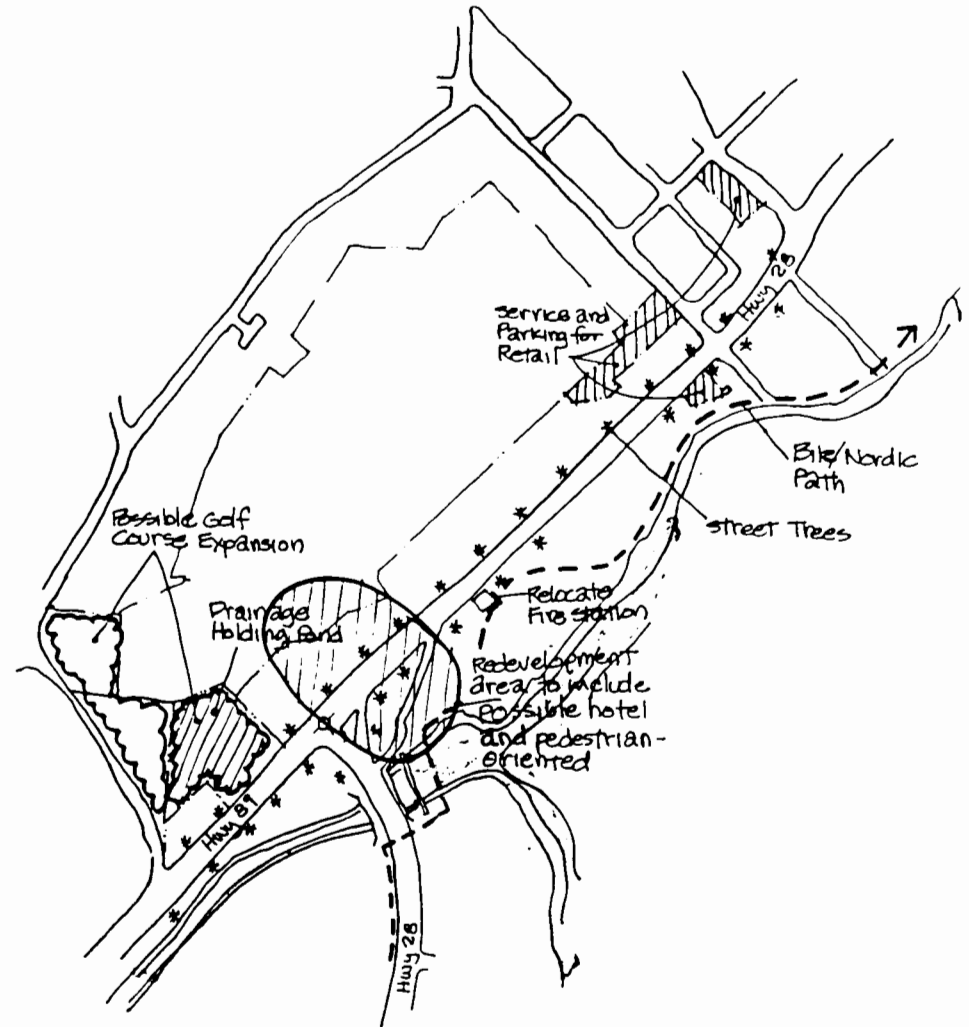 Hwy 28
Service and
Parking for
Retail
Bike/Nordic
Path
Street Trees
Possible Golf
Course Expansion
Drainage
Holding Pond
Relocate
Fire Station
Redevelopment
area to include
Possible hotel
and pedestrian-
oriented
Hwy 89
Hwy 28